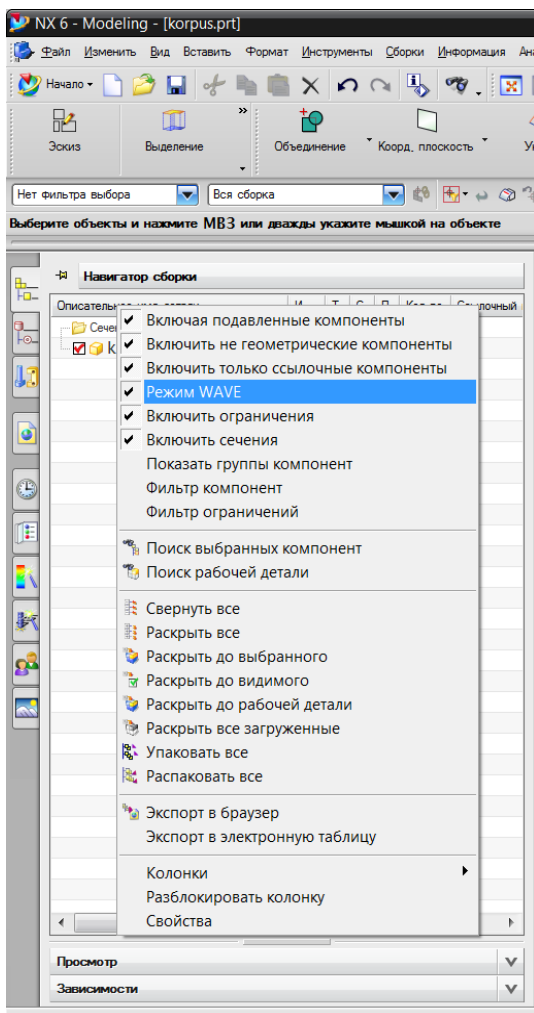 NX 6 - Modeling - [korpus.prt]
Файл Изменить Вид Вставить Формат Инструменты Сборки Информация
Начало
Эскиз Выделение Объединение Коорд. плоскость
Нет фильтра выбора Вся сборка
Выберите объекты и нажмите МВ3 или дважды укажите мышкой на объекте
Навигатор сборки
Включая подавленные компоненты
Включить не геометрические компоненты
Включить только ссылочные компоненты
Режим WAVE
Включить ограничения
Включить сечения
Показать группы компонент
Фильтр компонент
Фильтр ограничений
Поиск выбранных компонент
Поиск рабочей детали
Свернуть все
Раскрыть все
Раскрыть до выбранного
Раскрыть до видимого
Раскрыть до рабочей детали
Раскрыть все загруженные
Упаковать все
Распаковать все
Экспорт в браузер
Экспорт в электронную таблицу
Колонки
Разблокировать колонку
Свойства
Просмотр
Зависимости